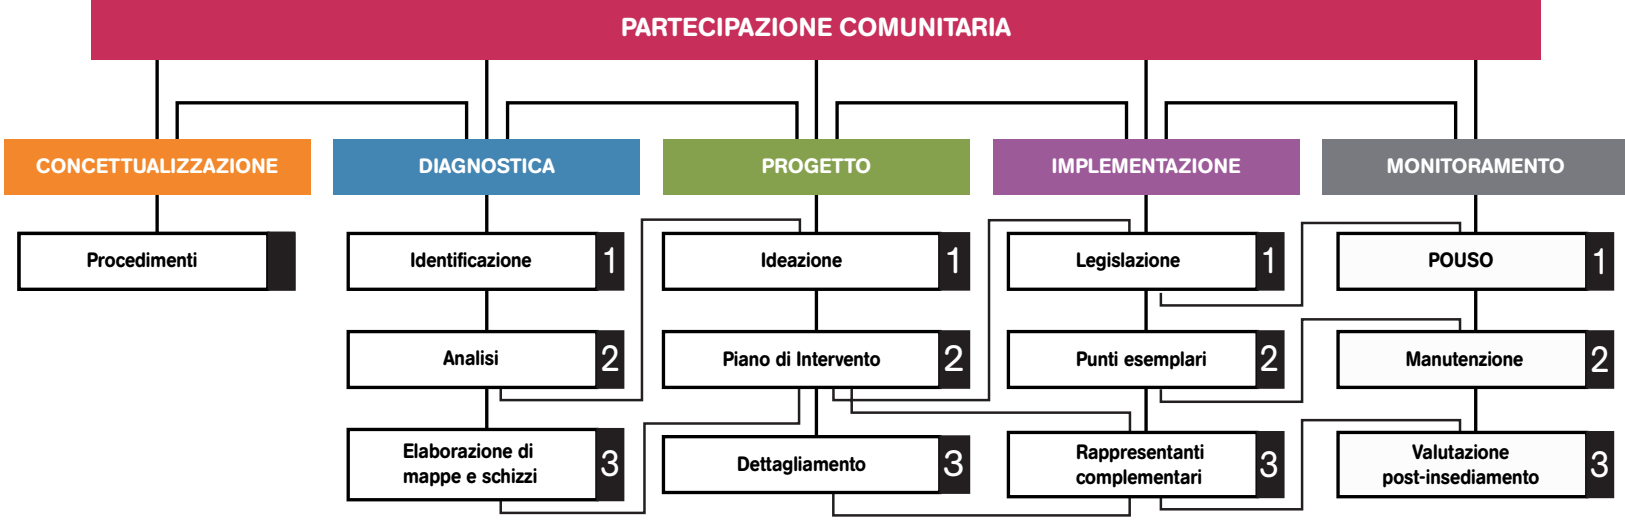 PARTECIPAZIONE COMUNITARIA
CONCETTUALIZZAZIONE
DIAGNOSTICA
PROGETTO
IMPLEMENTAZIONE
MONITORAMENTO
Procedimenti
Identificazione 1
Ideazione 1
Legislazione 1
POUSO 1
Analisi 2
Piano di Intervento 2
Punti esemplari 2
Manutenzione 2
Elaborazione di
mappe e schizzi 3
Dettagliamento 3
Rappresentanti
complementari 3
Valutazione
post-insediamento 3